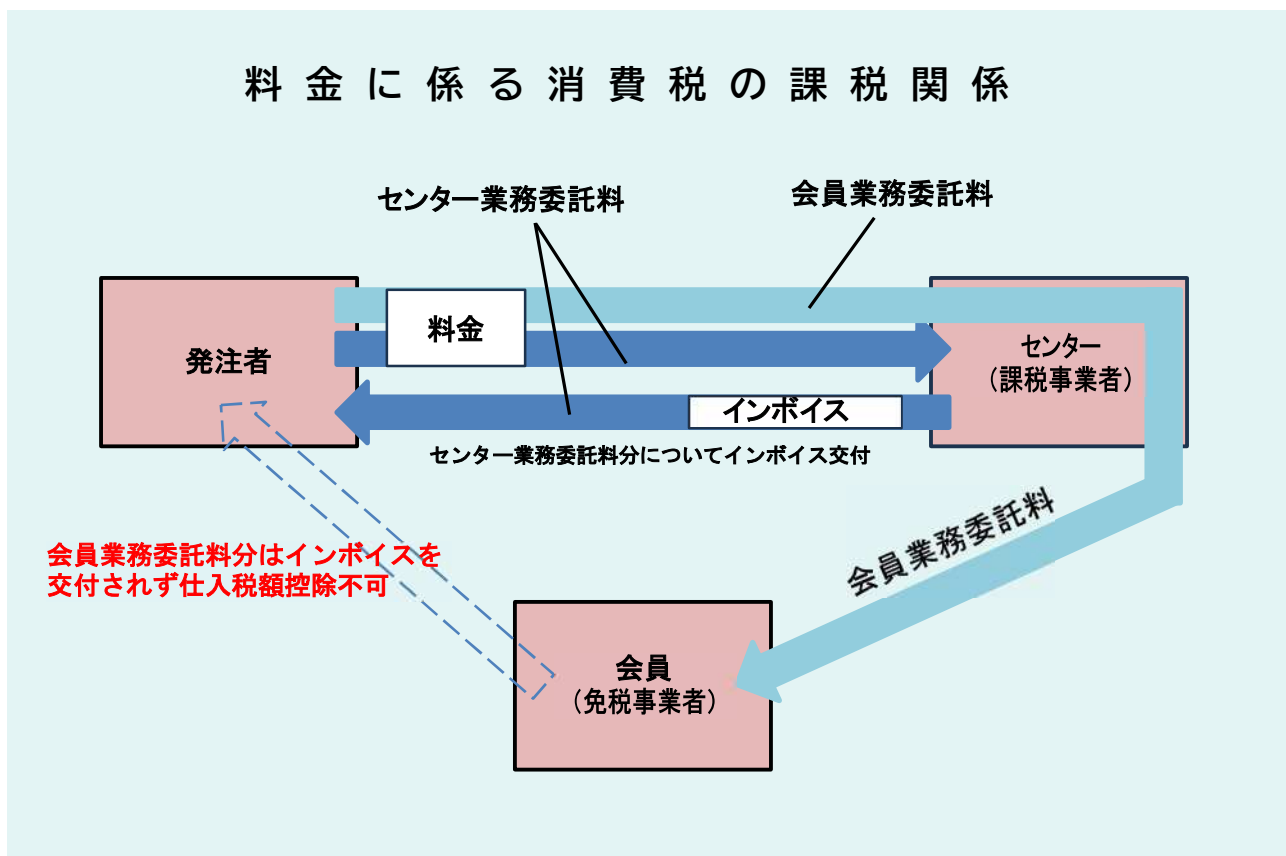 料金に係る消費税の課税関係
センター業務委託料
会員業務委託料
発注者
料金
センター
（課税事業者）
インボイス
センター業務委託料分についてインボイス交付
会員業務委託料
会員業務委託料分はインボイスを
交付されず仕入税額控除不可
会員
（免税事業者）